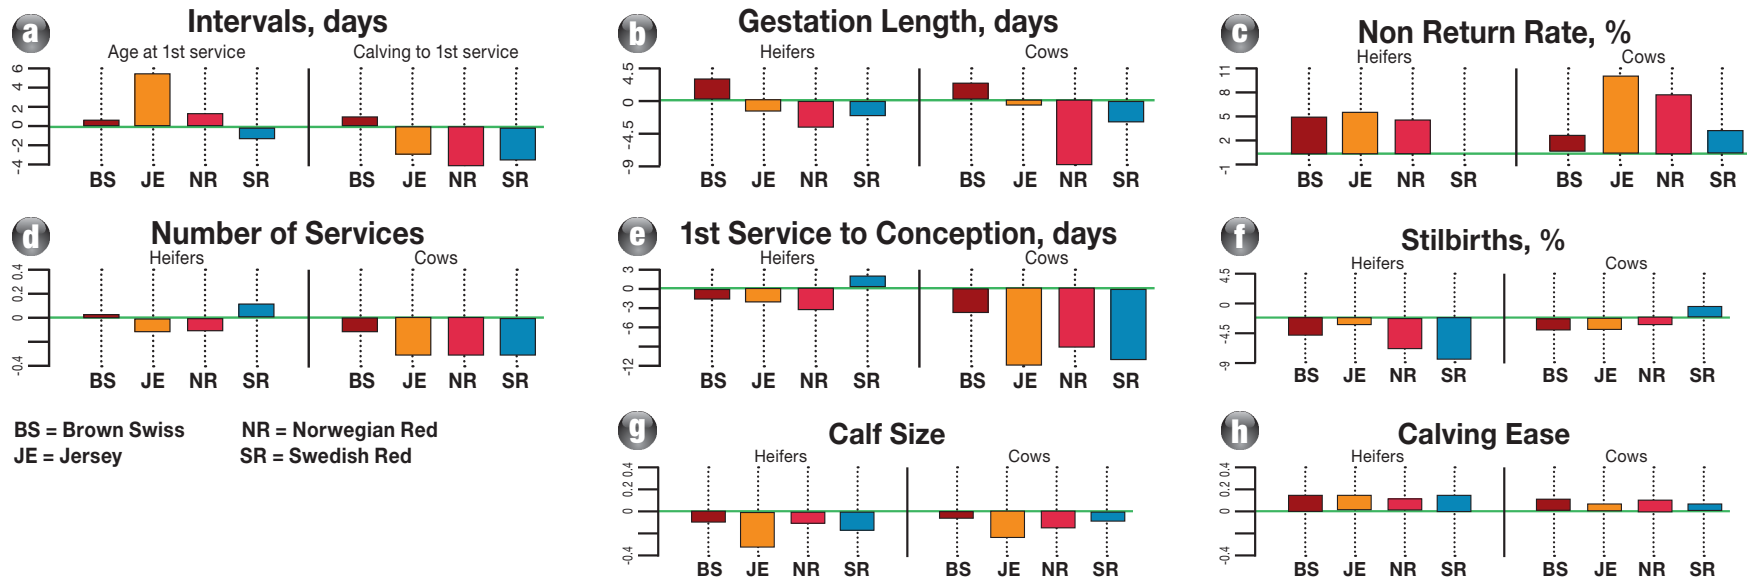 a
Intervals, days
Age at 1st service
Calving to 1st service
6
4
2
0
-2
-4
BS JE NR SR
BS JE NR SR
b
Gestation Length, days
Heifers
Cows
4.5
0
-4.5
-9
BS JE NR SR
BS JE NR SR
c
Non Return Rate, %
Heifers
Cows
11
8
5
2
-1
BS JE NR SR
BS JE NR SR
d
Number of Services
Heifers
Cows
0.4
0.2
0
-0.4
BS JE NR SR
BS JE NR SR
e
1st Service to Conception, days
Heifers
Cows
3
0
-3
-6
-12
BS JE NR SR
BS JE NR SR
f
Stilbirths, %
Heifers
Cows
4.5
0
-4.5
-9
BS JE NR SR
BS JE NR SR
BS = Brown Swiss
NR = Norwegian Red
JE = Jersey
SR = Swedish Red
g
Calf Size
Heifers
Cows
0.4
0.2
0
-0.4
BS JE NR SR
BS JE NR SR
h
Calving Ease
Heifers
Cows
0.4
0.2
0
-0.4
BS JE NR SR
BS JE NR SR